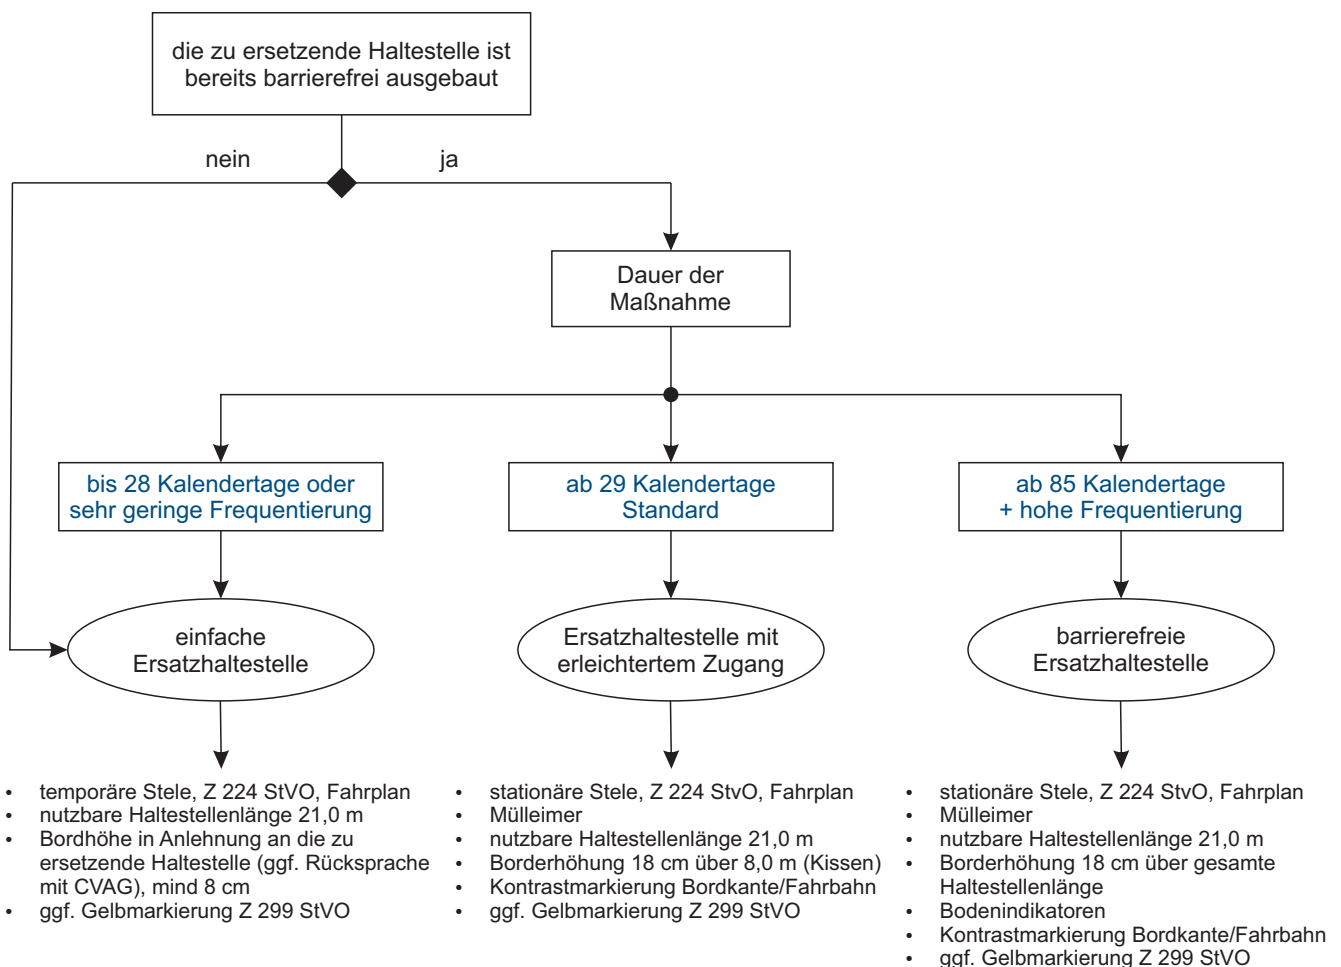 die zu ersetzende Haltestelle ist
bereits barrierefrei ausgebaut
nein
ja
Dauer der
Maßnahme
bis 28 Kalendertage oder
sehr geringe Frequentierung
ab 29 Kalendertage
Standard
ab 85 Kalendertage
+ hohe Frequentierung
einfache
Ersatzhaltestelle
Ersatzhaltestelle mit
erleichtertem Zugang
barrierefreie
Ersatzhaltestelle
• temporäre Stele, Z 224 StVO, Fahrplan
• nutzbare Haltestellenlänge 21,0 m
• Bordhöhe in Anlehnung an die zu
ersetzende Haltestelle (ggf. Rücksprache
mit CVAG), mind 8 cm
• ggf. Gelbmarkierung Z 299 StVO
• stationäre Stele, Z 224 StvO, Fahrplan
• Mülleimer
• nutzbare Haltestellenlänge 21,0 m
• Borderhöhung 18 cm über 8,0 m (Kissen)
• Kontrastmarkierung Bordkante/Fahrbahn
• ggf. Gelbmarkierung Z 299 StVO
• stationäre Stele, Z 224 StvO, Fahrplan
• Mülleimer
• nutzbare Haltestellenlänge 21,0 m
• Borderhöhung 18 cm über gesamte
Haltestellenlänge
• Bodenindikatoren
• Kontrastmarkierung Bordkante/Fahrbahn
• ggf. Gelbmarkierung Z 299 StVO